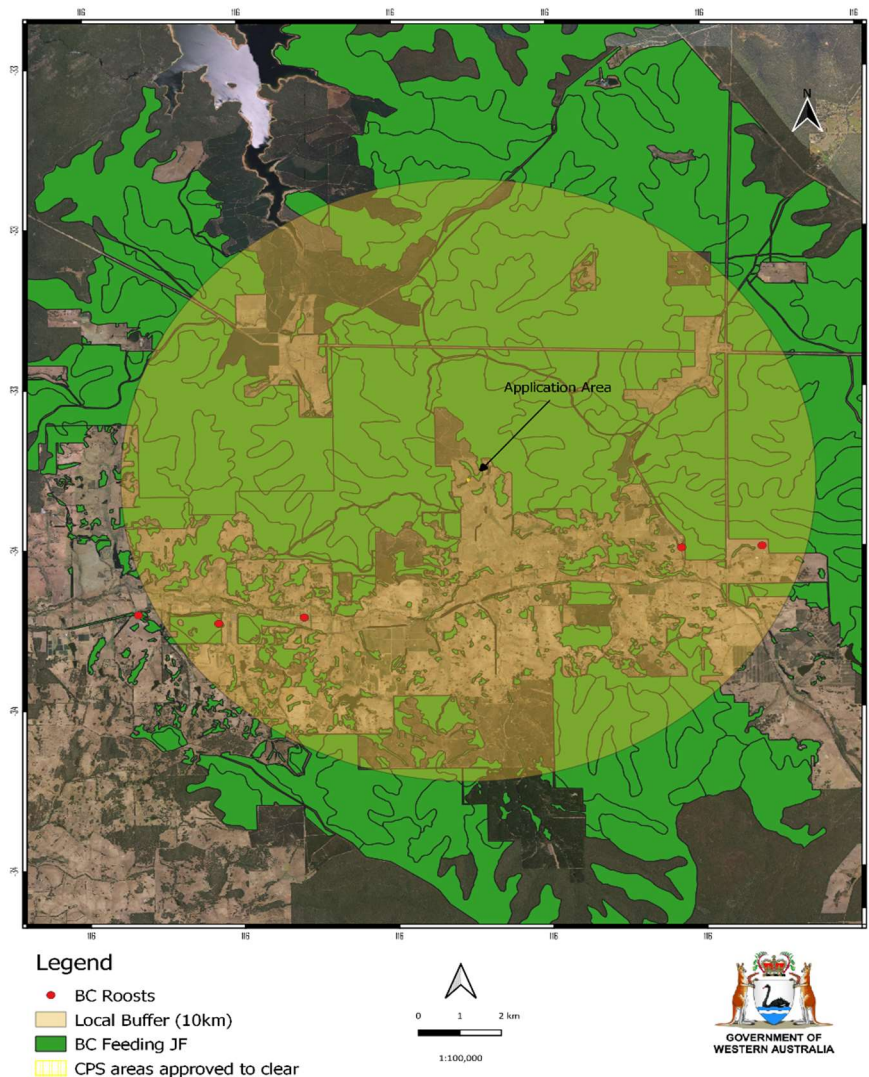 116 116 116 116 116 116
-33
N
-33
-33
Application Area
-34
-34
-34
116 116 116 116 116
Legend
BC Roosts
Local Buffer (10km)
BC Feeding JF
CPS areas approved to clear
0 1 2 km
1:100,000
GOVERNMENT OF
WESTERN AUSTRALIA